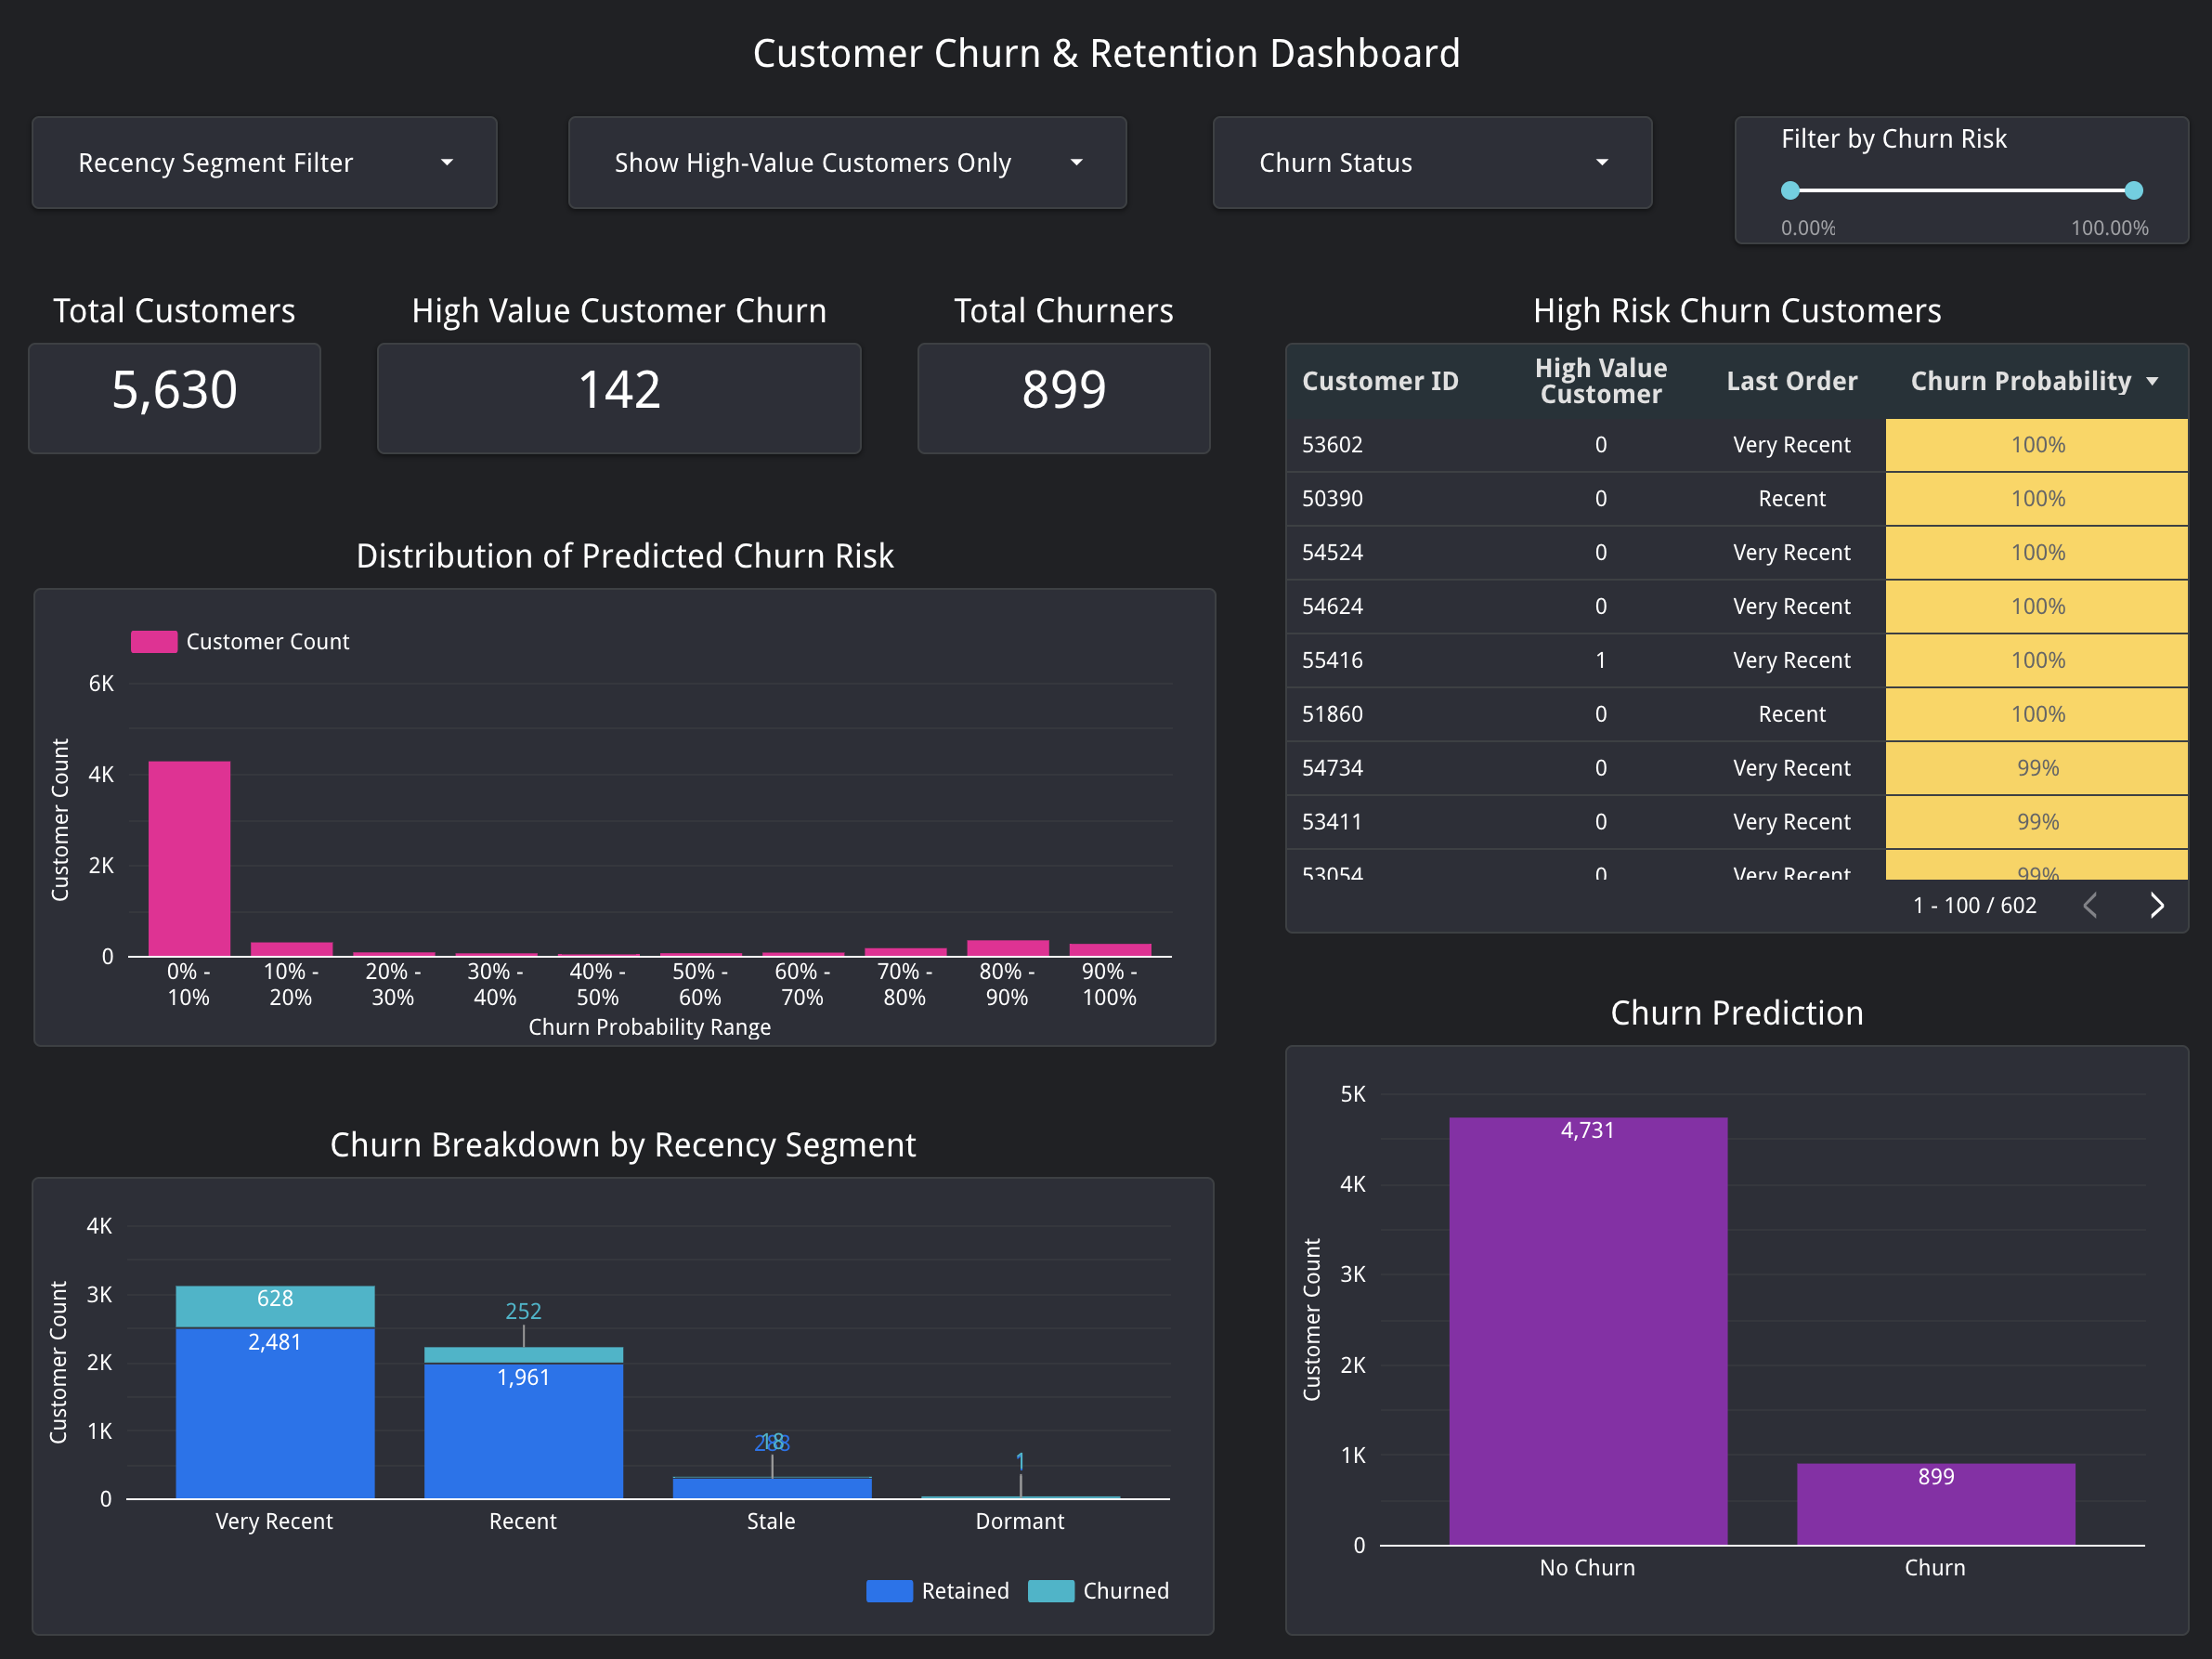 Customer Churn & Retention Dashboard
Recency Segment Filter
Show High-Value Customers Only
Churn Status
Filter by Churn Risk
0.00%
100.00%
Total Customers
5,630
High Value Customer Churn
142
Total Churners
899
High Risk Churn Customers
Customer ID High Value Customer Last Order Churn Probability
53602 0 Very Recent 100%
50390 0 Recent 100%
54524 0 Very Recent 100%
54624 0 Very Recent 100%
55416 1 Very Recent 100%
51860 0 Recent 100%
54734 0 Very Recent 99%
53411 0 Very Recent 99%
53054 0 Very Recent 99%
1 - 100 / 602
Distribution of Predicted Churn Risk
Customer Count
Customer Count
6K
4K
2K
0
0% - 10%
10% - 20%
20% - 30%
30% - 40%
40% - 50%
50% - 60%
60% - 70%
70% - 80%
80% - 90%
90% - 100%
Churn Probability Range
Churn Breakdown by Recency Segment
Customer Count
4K
3K
2K
1K
0
628
2,481
252
1,961
18
1
Very Recent
Recent
Stale
Dormant
Retained
Churned
Churn Prediction
Customer Count
5K
4K
3K
2K
1K
0
4,731
899
No Churn
Churn